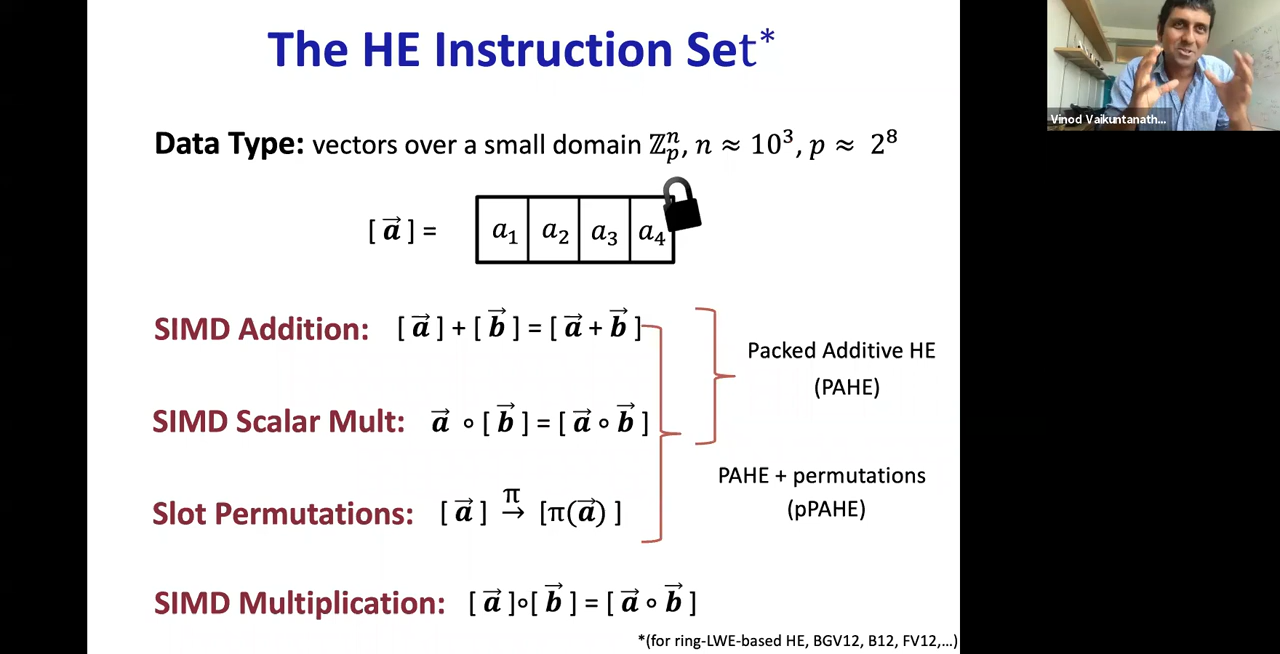 The HE Instruction Set*
Vinod Vaikuntanath...
Data Type: vectors over a small domain ℤₚⁿ, n ≈ 10³, p ≈ 2⁸
[ a⃗ ] = a₁ a₂ a₃ a₄
SIMD Addition: [ a⃗ ] + [ b⃗ ] = [ a⃗ + b⃗ ]
Packed Additive HE
(PAHE)
SIMD Scalar Mult: a⃗ ∘ [ b⃗ ] = [ a⃗ ∘ b⃗ ]
PAHE + permutations
(pPAHE)
Slot Permutations: [ a⃗ ] π→ [π(a⃗) ]
SIMD Multiplication: [ a⃗ ]∘[ b⃗ ] = [ a⃗ ∘ b⃗ ]
*(for ring-LWE-based HE, BGV12, B12, FV12,...)